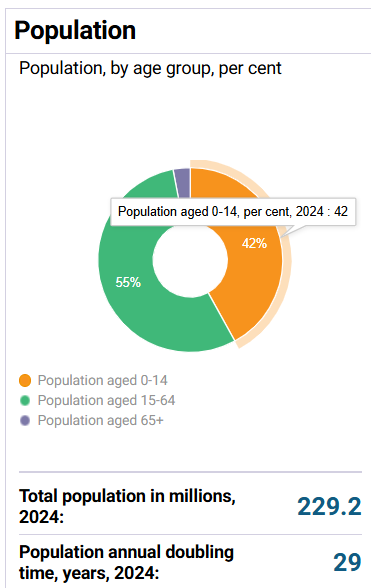 Population
Population, by age group, per cent
Population aged 0-14, per cent, 2024 : 42
42%
55%
Population aged 0-14
Population aged 15-64
Population aged 65+
Total population in millions,
2024:
229.2
Population annual doubling
time, years, 2024:
29